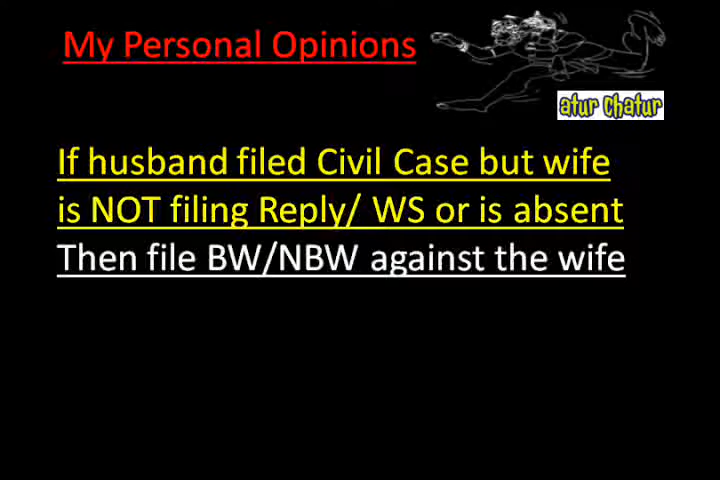 My Personal Opinions
atur chatur
If husband filed Civil Case but wife
is NOT filing Reply/ WS or is absent
Then file BW/NBW against the wife